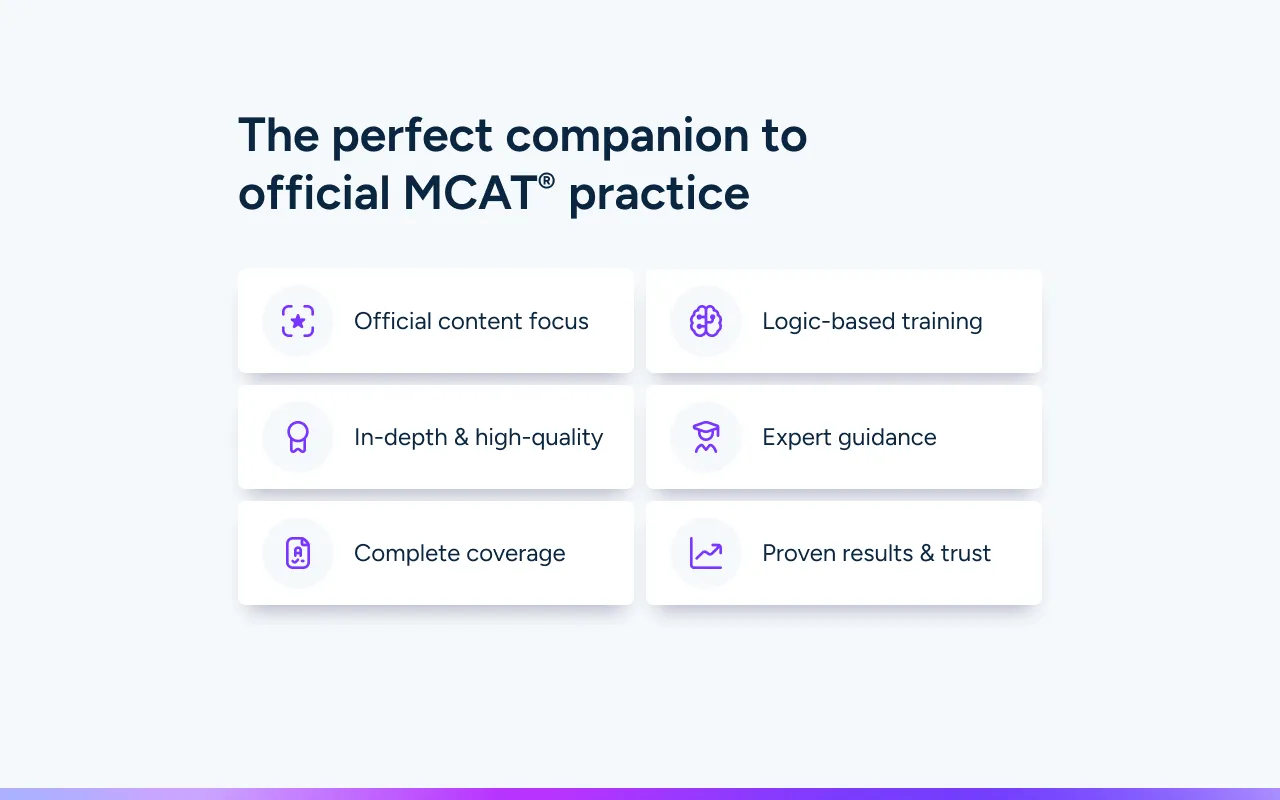 The perfect companion to
official MCAT® practice
Official content focus
Logic-based training
In-depth & high-quality
Expert guidance
Complete coverage
Proven results & trust